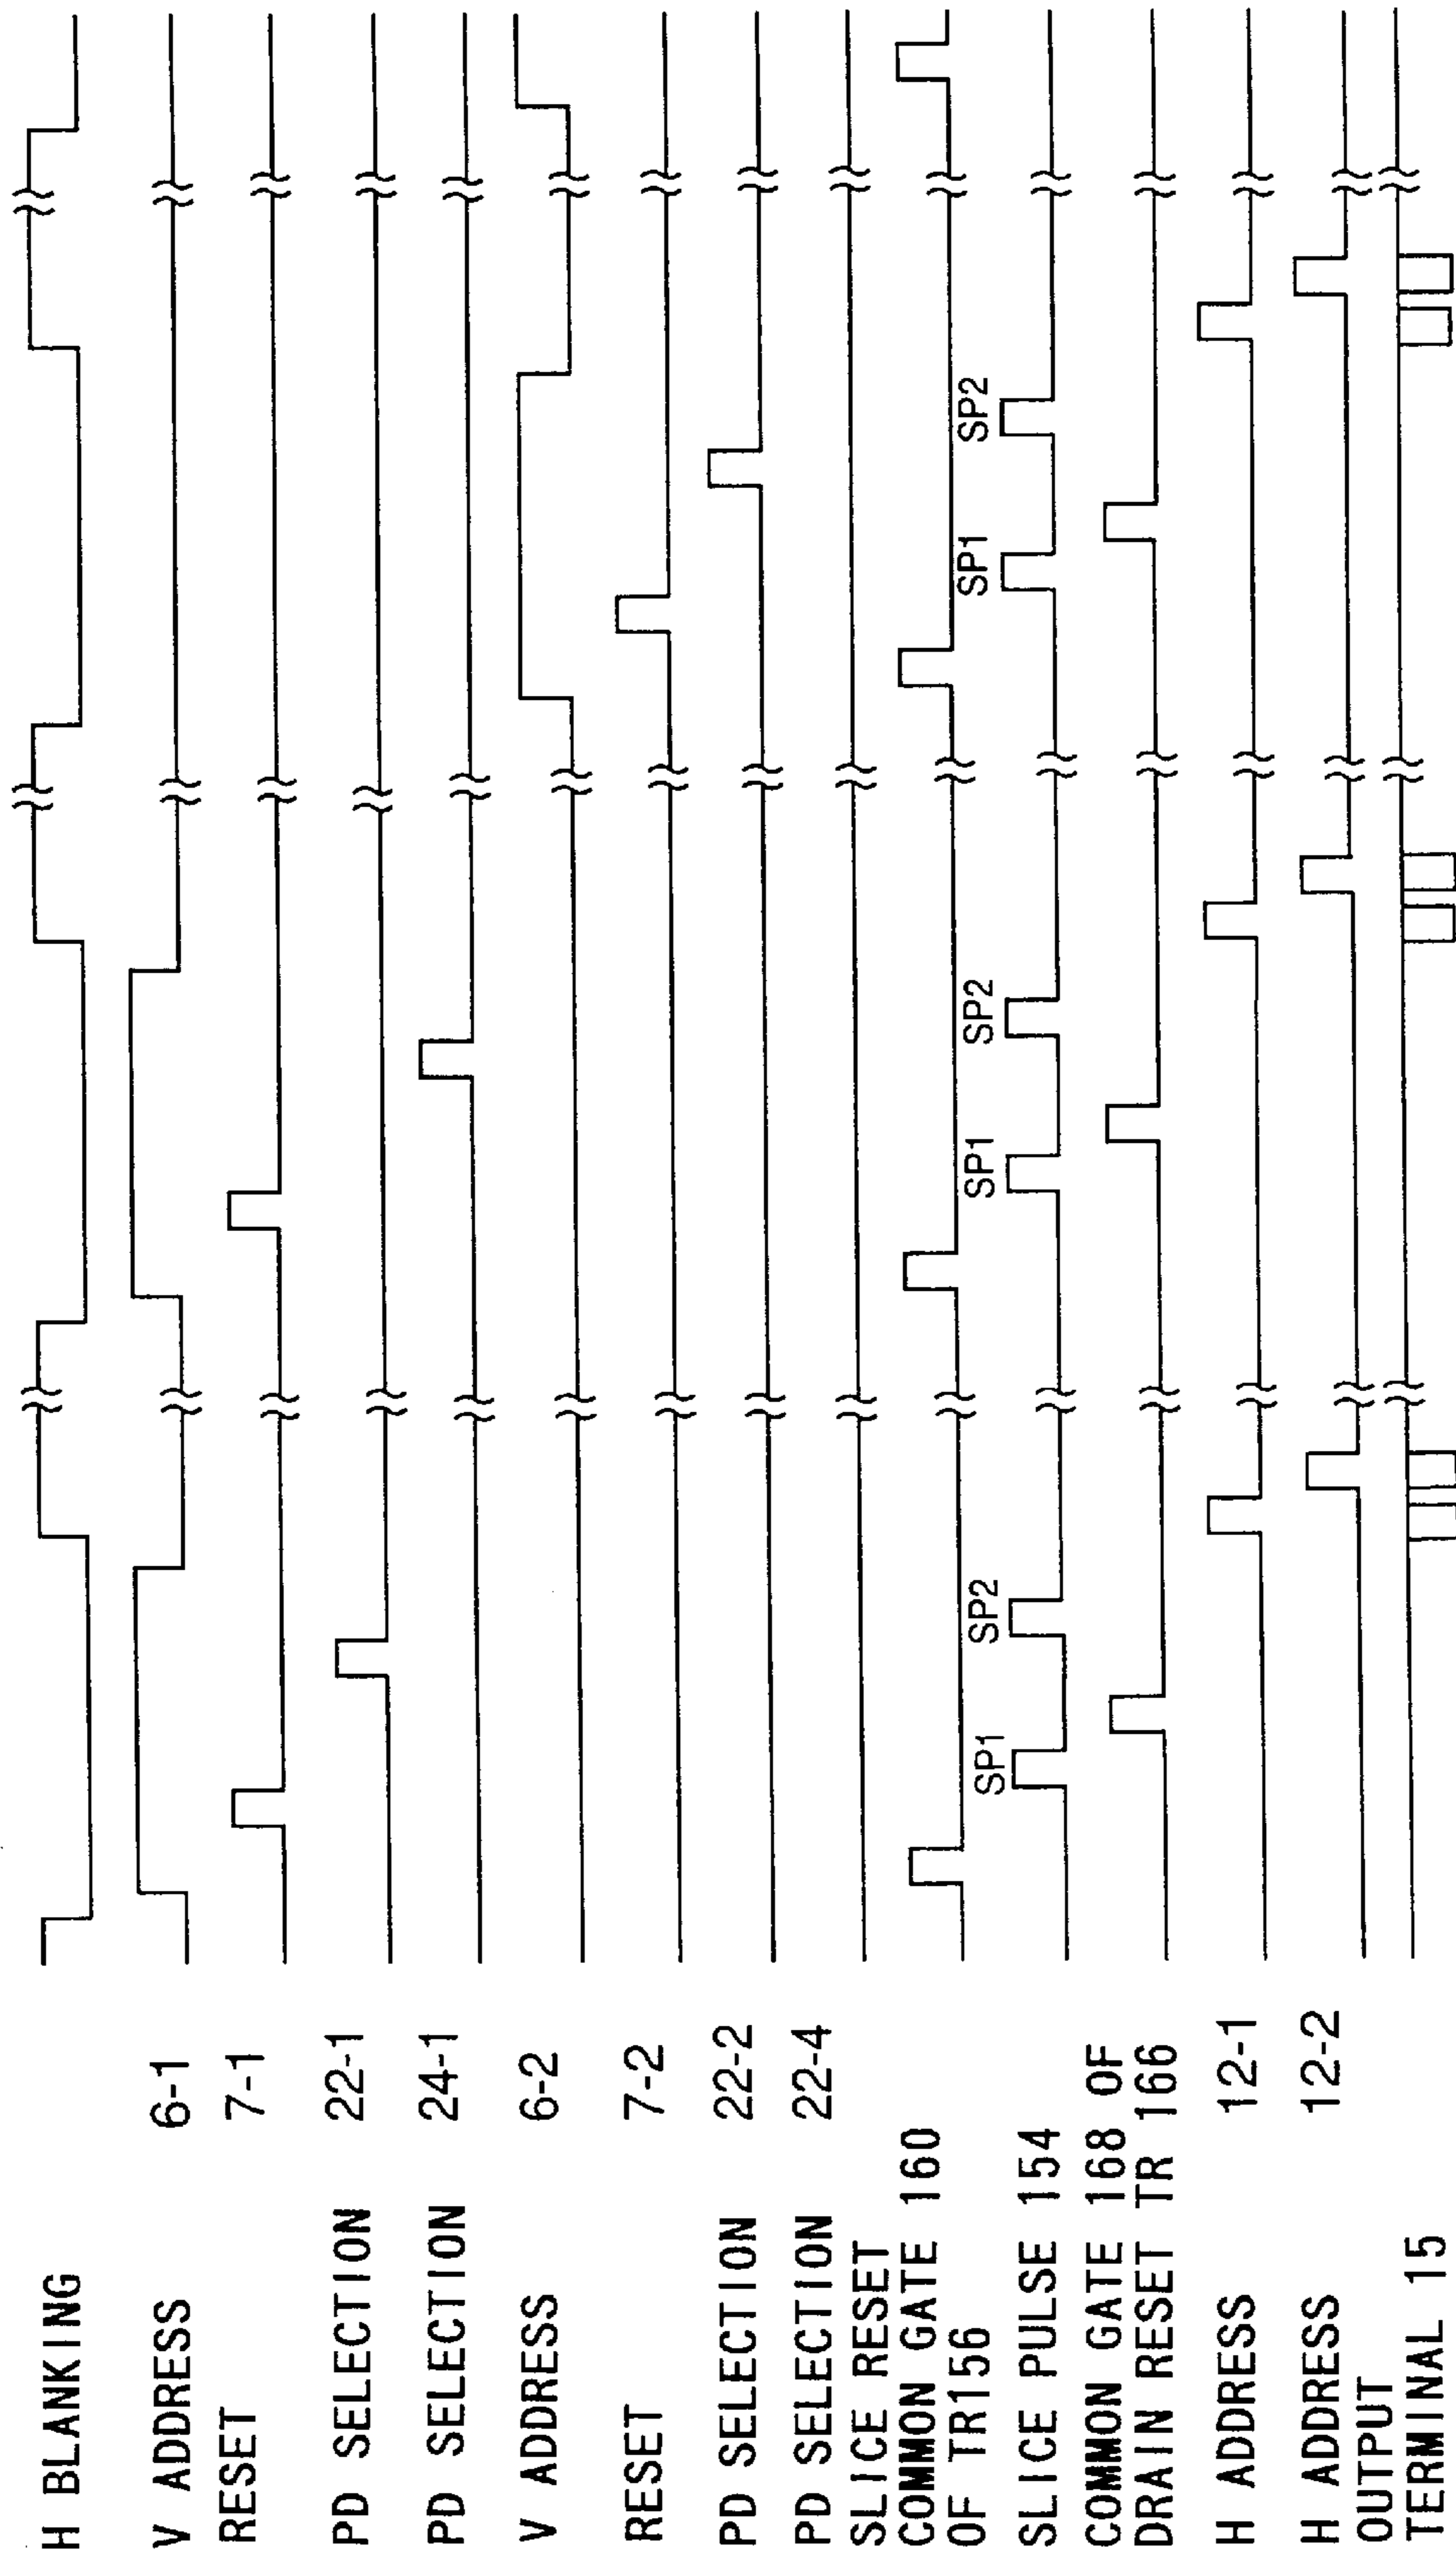 H BLANKING
V ADDRESS 6-1
RESET 7-1
PD SELECTION 22-1
PD SELECTION 24-1
V ADDRESS 6-2
RESET 7-2
PD SELECTION 22-2
PD SELECTION 22-4
SLICE RESET
COMMON GATE 160
OF TR156
SP1 SP2 SP1 SP2 SP1 SP2
SLICE PULSE 154
COMMON GATE 168 OF
DRAIN RESET TR 166
H ADDRESS 12-1
H ADDRESS 12-2
OUTPUT
TERMINAL 15